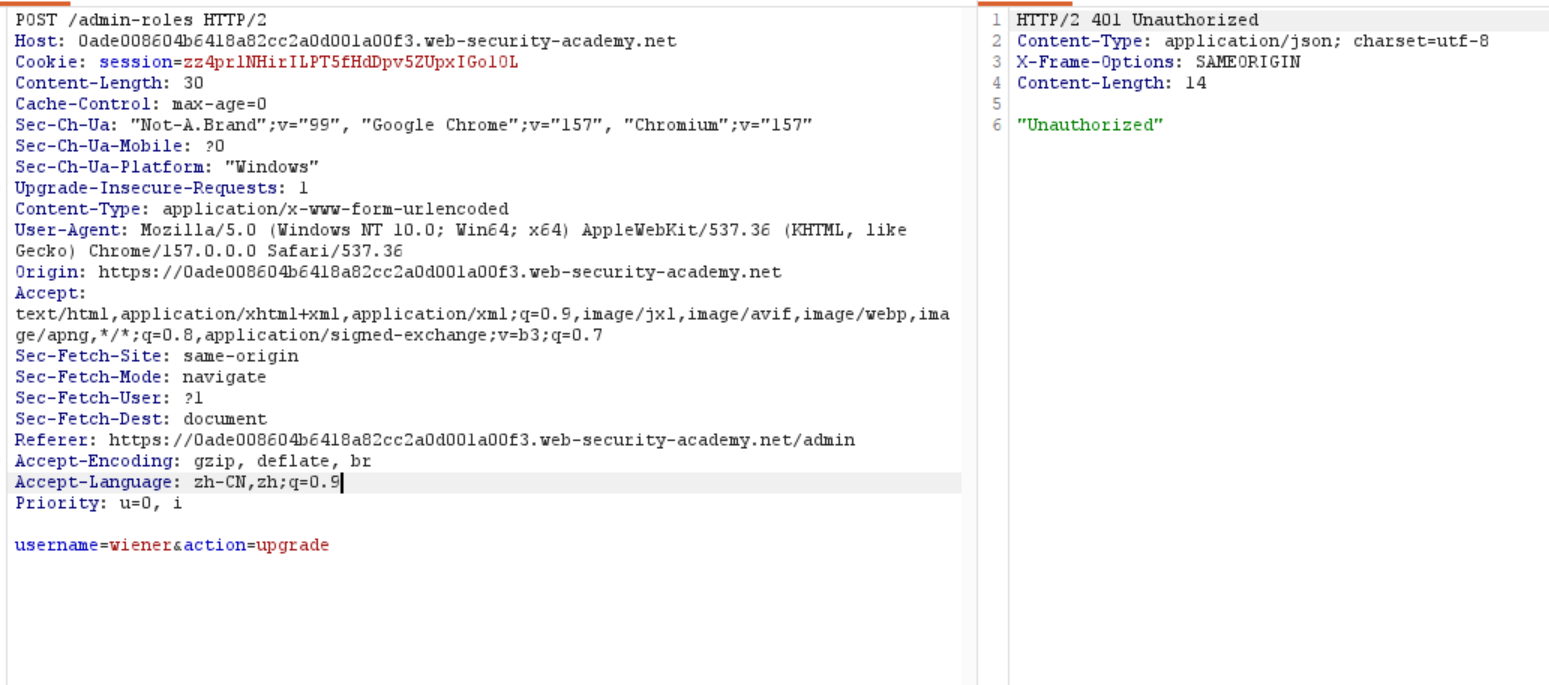 POST /admin-roles HTTP/2
Host: 0ade008604b6418a82cc2a0d001a00f3.web-security-academy.net
Cookie: session=zz4pr1NHirILPT5fHdDpv5ZUpxIGo10L
Content-Length: 30
Cache-Control: max-age=0
Sec-Ch-Ua: "Not-A.Brand";v="99", "Google Chrome";v="157", "Chromium";v="157"
Sec-Ch-Ua-Mobile: ?0
Sec-Ch-Ua-Platform: "Windows"
Upgrade-Insecure-Requests: 1
Content-Type: application/x-www-form-urlencoded
User-Agent: Mozilla/5.0 (Windows NT 10.0; Win64; x64) AppleWebKit/537.36 (KHTML, like
Gecko) Chrome/157.0.0.0 Safari/537.36
Origin: https://0ade008604b6418a82cc2a0d001a00f3.web-security-academy.net
Accept:
text/html,application/xhtml+xml,application/xml;q=0.9,image/jxl,image/avif,image/webp,ima
ge/apng,*/*;q=0.8,application/signed-exchange;v=b3;q=0.7
Sec-Fetch-Site: same-origin
Sec-Fetch-Mode: navigate
Sec-Fetch-User: ?1
Sec-Fetch-Dest: document
Referer: https://0ade008604b6418a82cc2a0d001a00f3.web-security-academy.net/admin
Accept-Encoding: gzip, deflate, br
Accept-Language: zh-CN,zh;q=0.9
Priority: u=0, i
username=wiener&action=upgrade
1 HTTP/2 401 Unauthorized
2 Content-Type: application/json; charset=utf-8
3 X-Frame-Options: SAMEORIGIN
4 Content-Length: 14
5
6 "Unauthorized"